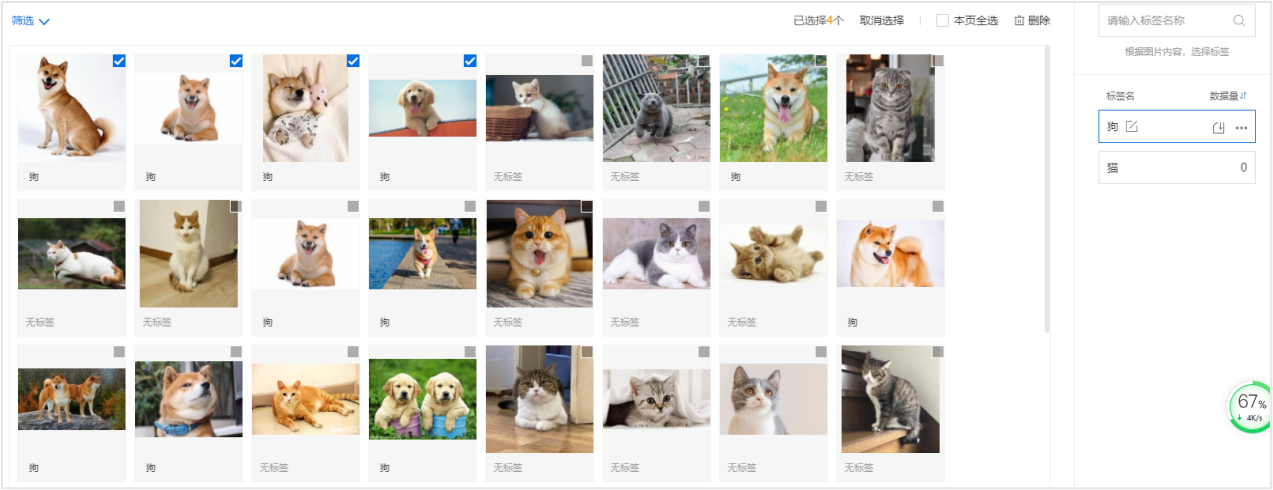 筛选
已选择4个 取消选择 本页全选 删除
请输入标签名称
根据图片内容，选择标签
标签名 数据量
狗
猫 0
狗 狗 狗 狗 无标签 无标签 狗 无标签
无标签 无标签 狗 狗 无标签 无标签 无标签 狗
狗 狗 无标签 狗 无标签 无标签 无标签 无标签
67%
4K/s